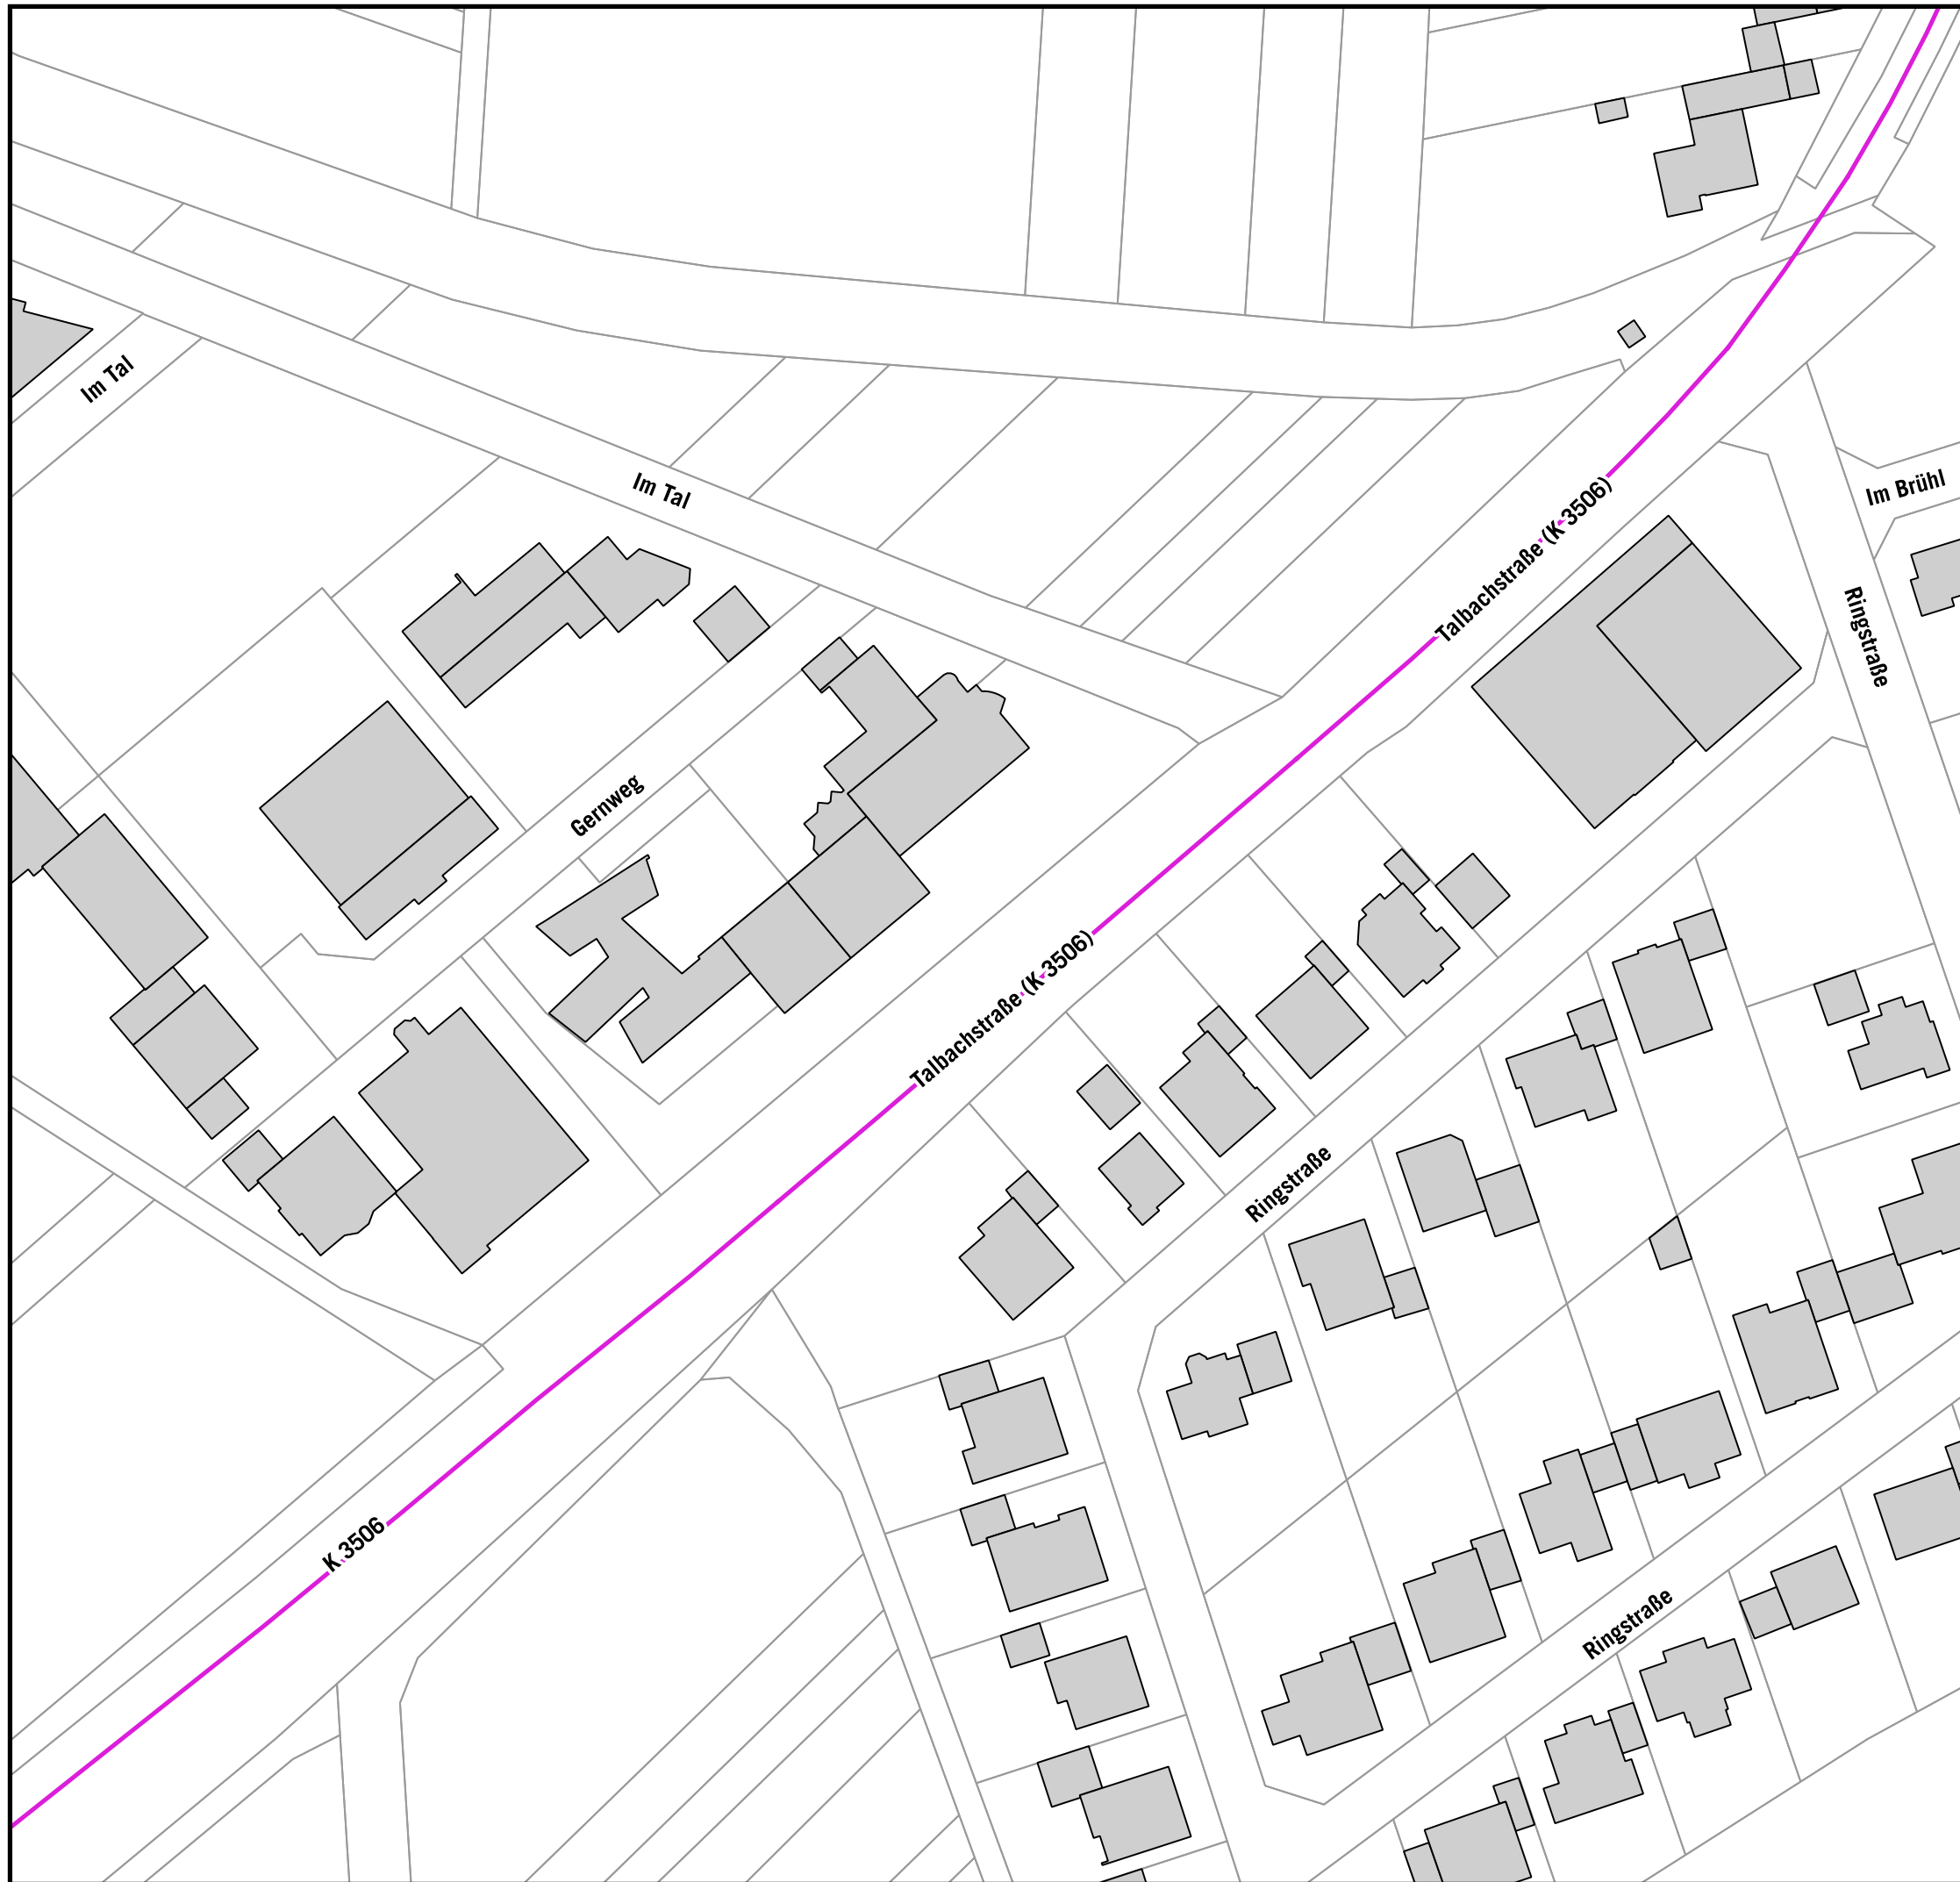 Im Tal
Im Tal
Talbachstraße (K 3506)
Im Brühl
Ringstraße
Gernweg
Talbachstraße (K 3506)
Ringstraße
K 3506
Ringstraße